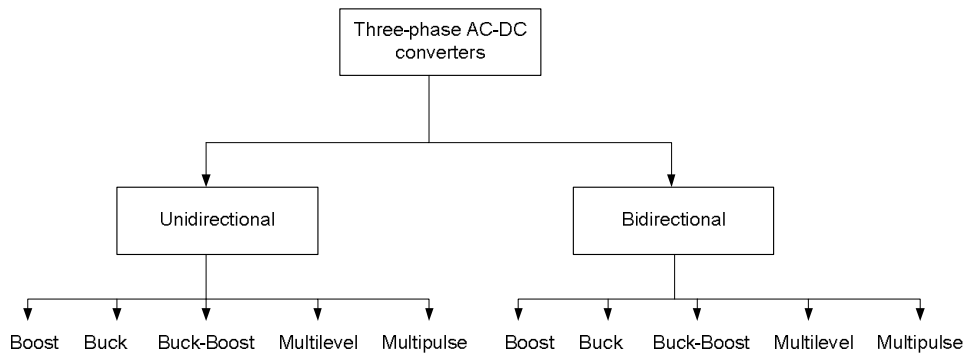 Three-phase AC-DC
converters
Unidirectional
Bidirectional
Boost Buck Buck-Boost Multilevel Multipulse Boost Buck Buck-Boost Multilevel Multipulse